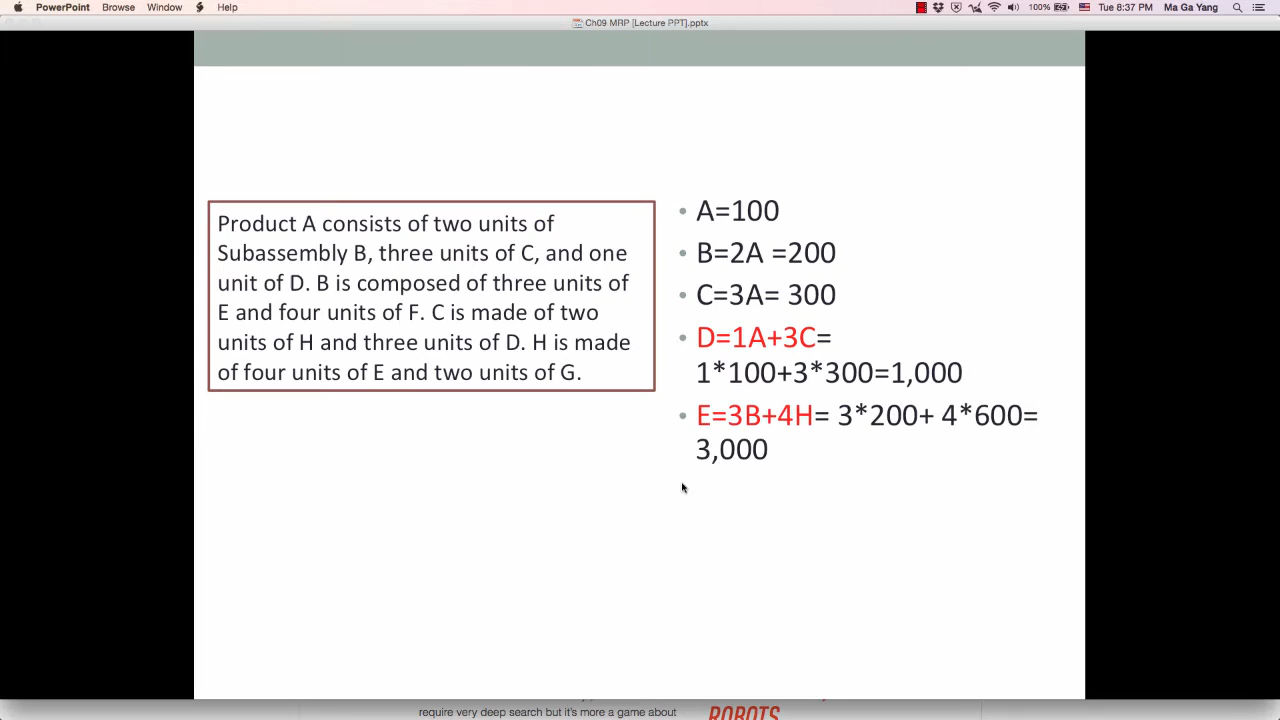 PowerPoint Browse Window Help 100% Tue 8:37 PM Ma Ga Yang
Ch09 MRP [Lecture PPT].pptx
Product A consists of two units of
Subassembly B, three units of C, and one
unit of D. B is composed of three units of
E and four units of F. C is made of two
units of H and three units of D. H is made
of four units of E and two units of G.
• A=100
• B=2A =200
• C=3A= 300
• D=1A+3C=
1*100+3*300=1,000
• E=3B+4H= 3*200+ 4*600=
3,000
require very deep search but it's more a game about
ROBOTS